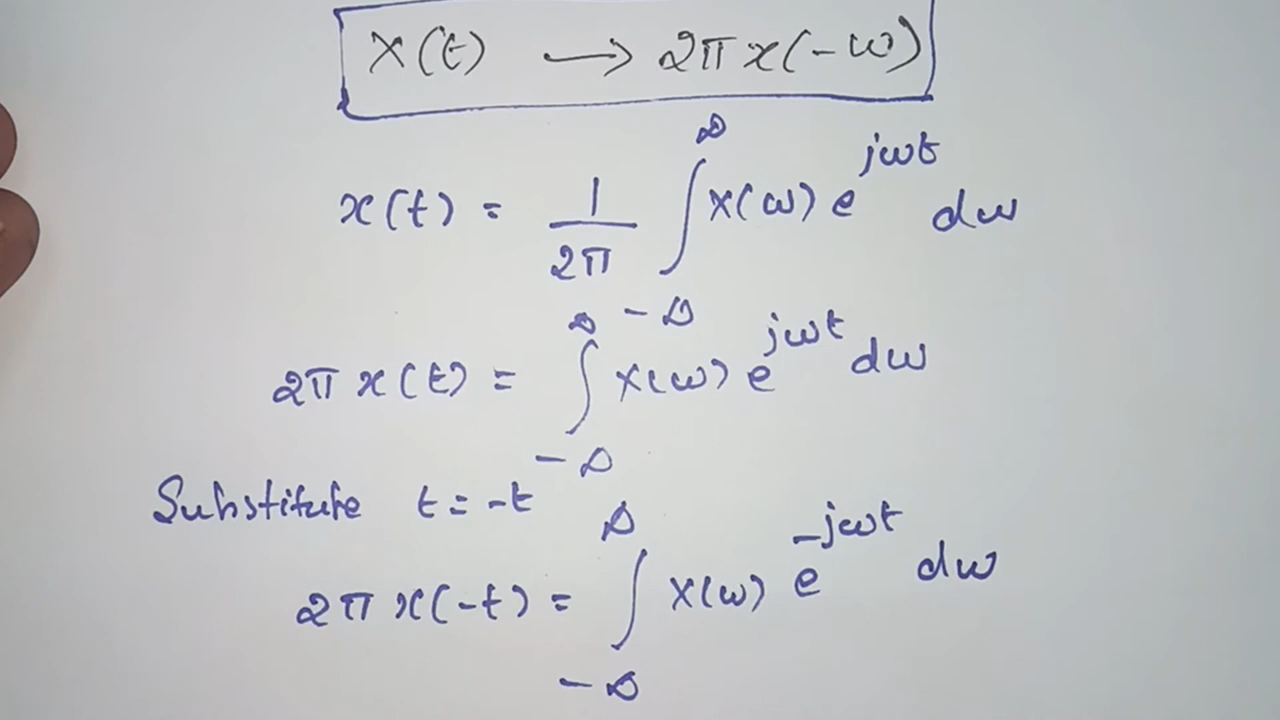 X(t) → 2π x(-ω)
x(t) = 1/2π ∫_{-∞}^{∞} X(ω) e^{jωt} dω
2π x(t) = ∫_{-∞}^{∞} X(ω) e^{jωt} dω
Substitute t = -t
2π x(-t) = ∫_{-∞}^{∞} X(ω) e^{-jωt} dω